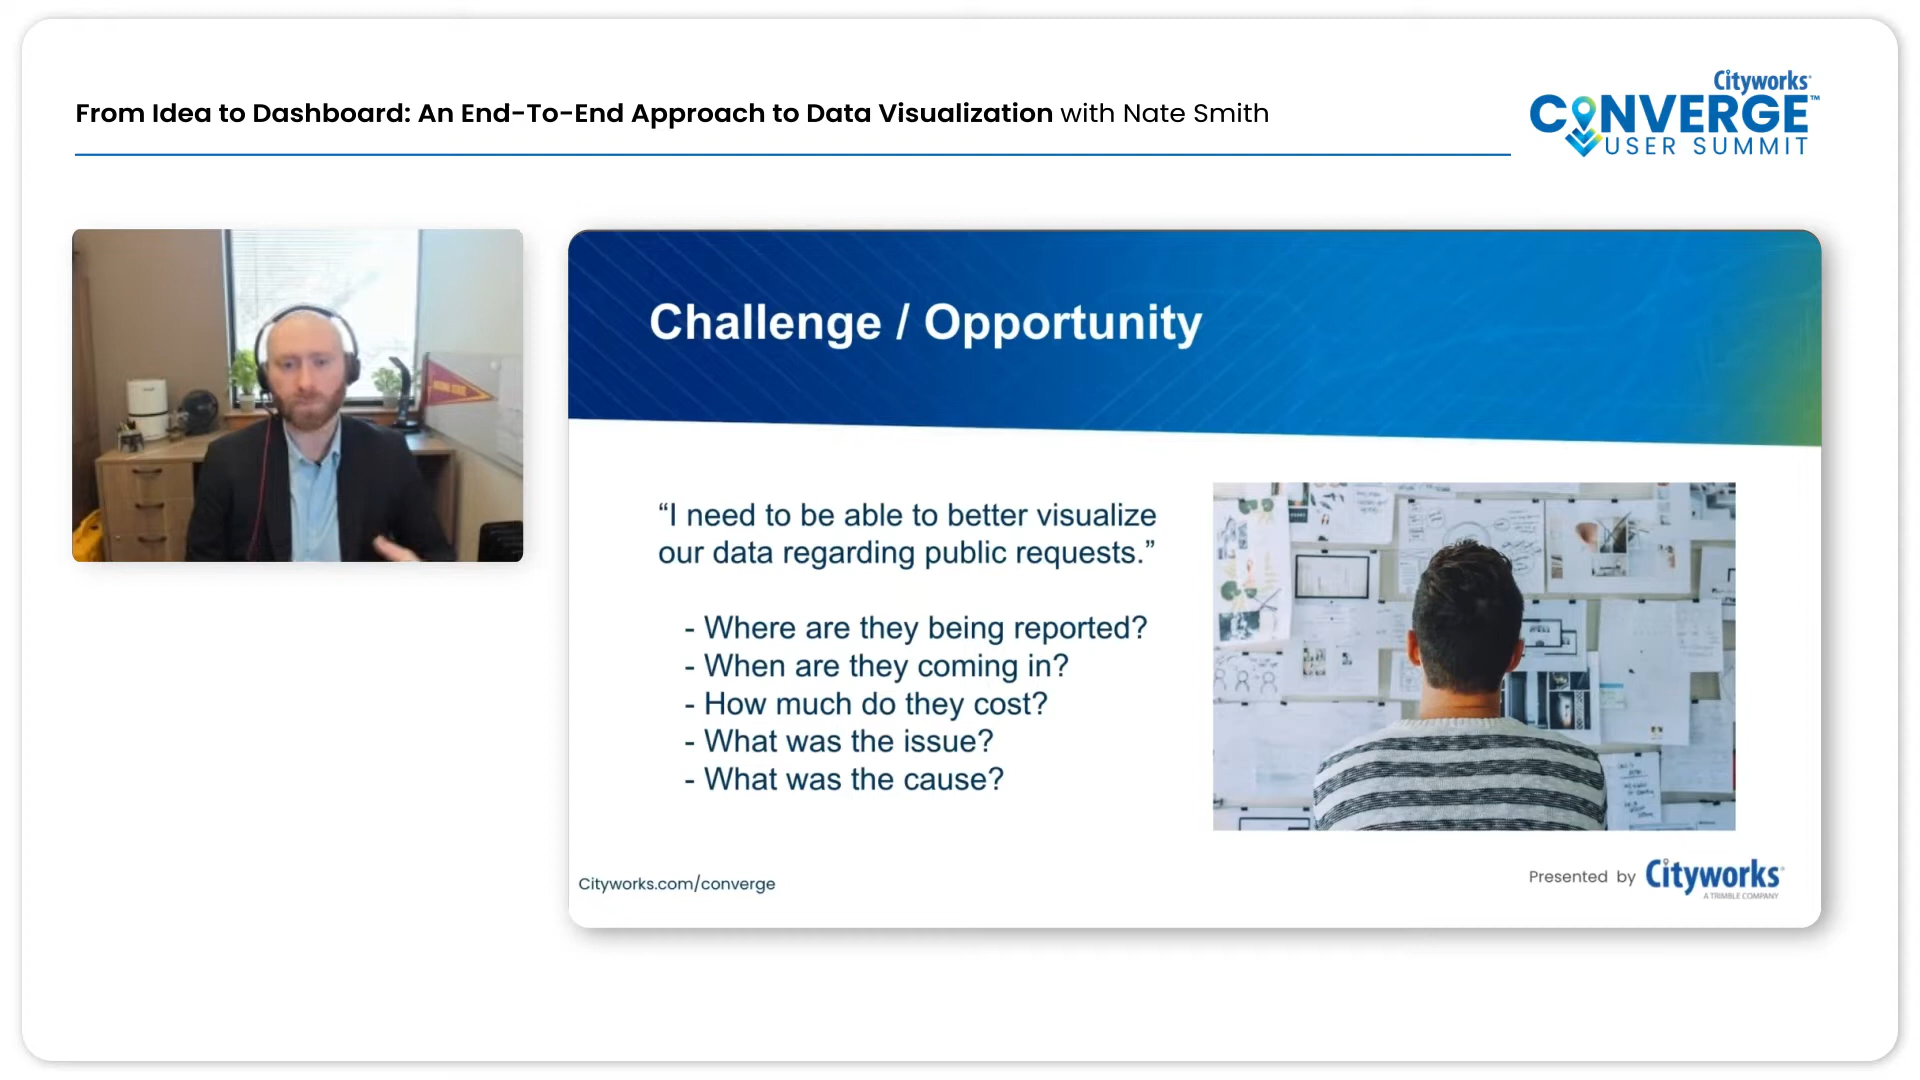 From Idea to Dashboard: An End-To-End Approach to Data Visualization with Nate Smith
Cityworks
CONVERGE™
USER SUMMIT
Challenge / Opportunity
“I need to be able to better visualize
our data regarding public requests.”
- Where are they being reported?
- When are they coming in?
- How much do they cost?
- What was the issue?
- What was the cause?
Cityworks.com/converge
Presented by Cityworks
A TRIMBLE COMPANY